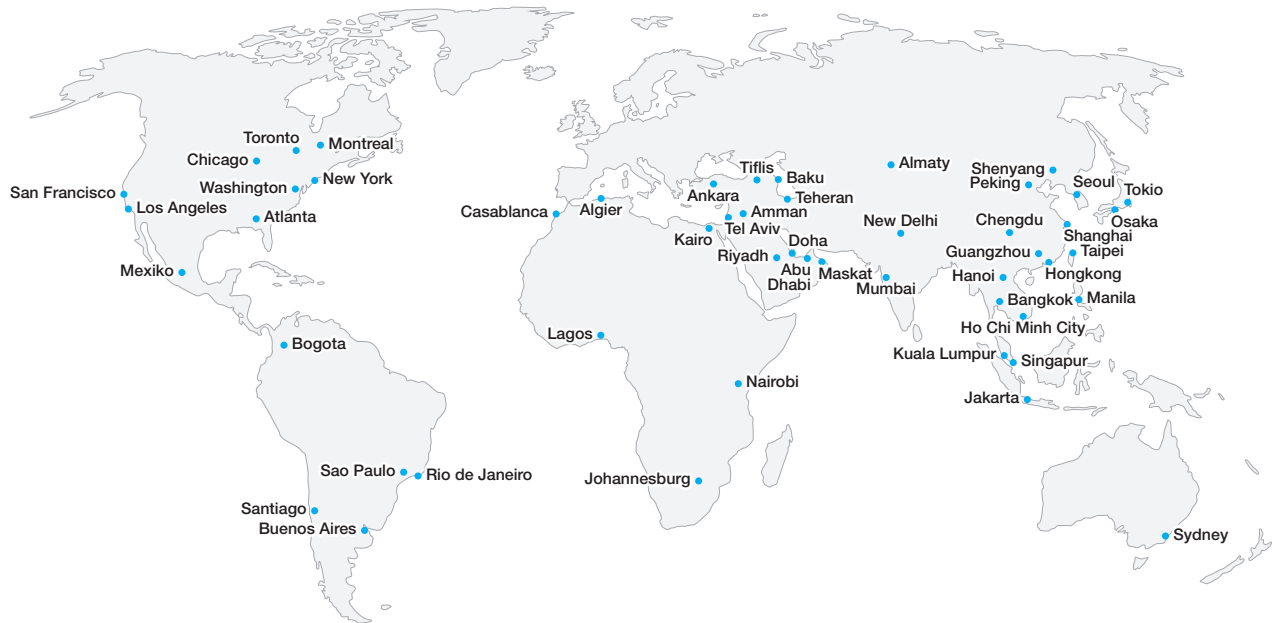 Toronto
Montreal
Chicago
New York
Washington
San Francisco
Los Angeles
Atlanta
Mexiko
Bogota
Sao Paulo
Rio de Janeiro
Santiago
Buenos Aires
Casablanca
Algier
Lagos
Nairobi
Johannesburg
Ankara
Tiflis
Baku
Teheran
Amman
Tel Aviv
Kairo
Riyadh
Doha
Abu
Dhabi
Maskat
Almaty
New Delhi
Mumbai
Shenyang
Peking
Seoul
Tokio
Osaka
Chengdu
Shanghai
Guangzhou
Taipei
Hongkong
Hanoi
Bangkok
Manila
Ho Chi Minh City
Kuala Lumpur
Singapur
Jakarta
Sydney